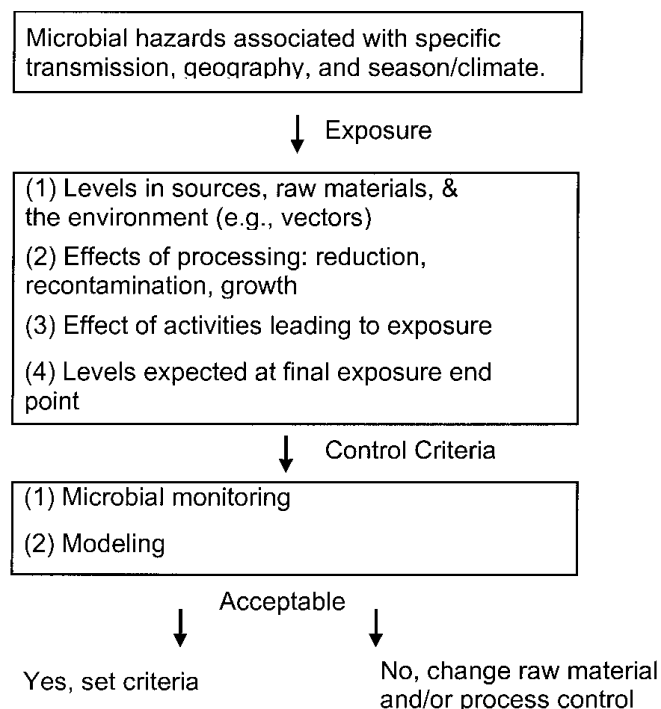 Microbial hazards associated with specific
transmission, geography, and season/climate.
Exposure
(1) Levels in sources, raw materials, &
the environment (e.g., vectors)
(2) Effects of processing: reduction,
recontamination, growth
(3) Effect of activities leading to exposure
(4) Levels expected at final exposure end
point
Control Criteria
(1) Microbial monitoring
(2) Modeling
Acceptable
Yes, set criteria
No, change raw material
and/or process control